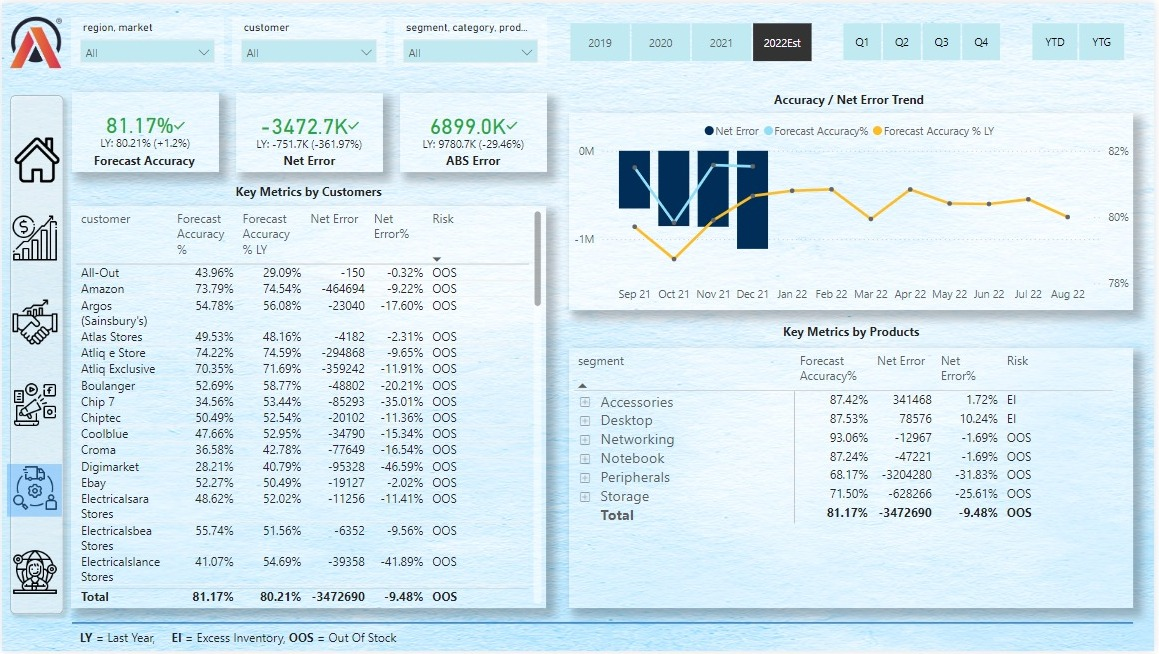 region, market
customer
segment, category, prod...
All
All
All
2019
2020
2021
2022Est
Q1
Q2
Q3
Q4
YTD
YTG
81.17%✓
LY: 80.21% (+1.2%)
Forecast Accuracy
-3472.7K✓
LY: -751.7K (-361.97%)
Net Error
6899.0K✓
LY: 9780.7K (-29.46%)
ABS Error
Key Metrics by Customers
customer Forecast Accuracy % Forecast Accuracy % LY Net Error Net Error% Risk
All-Out 43.96% 29.09% -150 -0.32% OOS
Amazon 73.79% 74.54% -464694 -9.22% OOS
Argos (Sainsbury's) 54.78% 56.08% -23040 -17.60% OOS
Atlas Stores 49.53% 48.16% -4182 -2.31% OOS
Atliq e Store 74.22% 74.59% -294868 -9.65% OOS
Atliq Exclusive 70.35% 71.69% -359242 -11.91% OOS
Boulanger 52.69% 58.77% -48802 -20.21% OOS
Chip 7 34.56% 53.44% -85293 -35.01% OOS
Chiptec 50.49% 52.54% -20102 -11.36% OOS
Coolblue 47.66% 52.95% -34790 -15.34% OOS
Croma 36.58% 42.78% -77649 -16.54% OOS
Digimarket 28.21% 40.79% -95328 -46.59% OOS
Ebay 52.27% 50.49% -19127 -2.02% OOS
Electricalsara Stores 48.62% 52.02% -11256 -11.41% OOS
Electricalsbea Stores 55.74% 51.56% -6352 -9.56% OOS
Electricalslance Stores 41.07% 54.69% -39358 -41.89% OOS
Total 81.17% 80.21% -3472690 -9.48% OOS
Accuracy / Net Error Trend
Net Error Forecast Accuracy% Forecast Accuracy % LY
0M
-1M
82%
80%
78%
Sep 21 Oct 21 Nov 21 Dec 21 Jan 22 Feb 22 Mar 22 Apr 22 May 22 Jun 22 Jul 22 Aug 22
Key Metrics by Products
segment Forecast Accuracy% Net Error Net Error% Risk
Accessories 87.42% 341468 1.72% EI
Desktop 87.53% 78576 10.24% EI
Networking 93.06% -12967 -1.69% OOS
Notebook 87.24% -47221 -1.69% OOS
Peripherals 68.17% -3204280 -31.83% OOS
Storage 71.50% -628266 -25.61% OOS
Total 81.17% -3472690 -9.48% OOS
LY = Last Year, EI = Excess Inventory, OOS = Out Of Stock